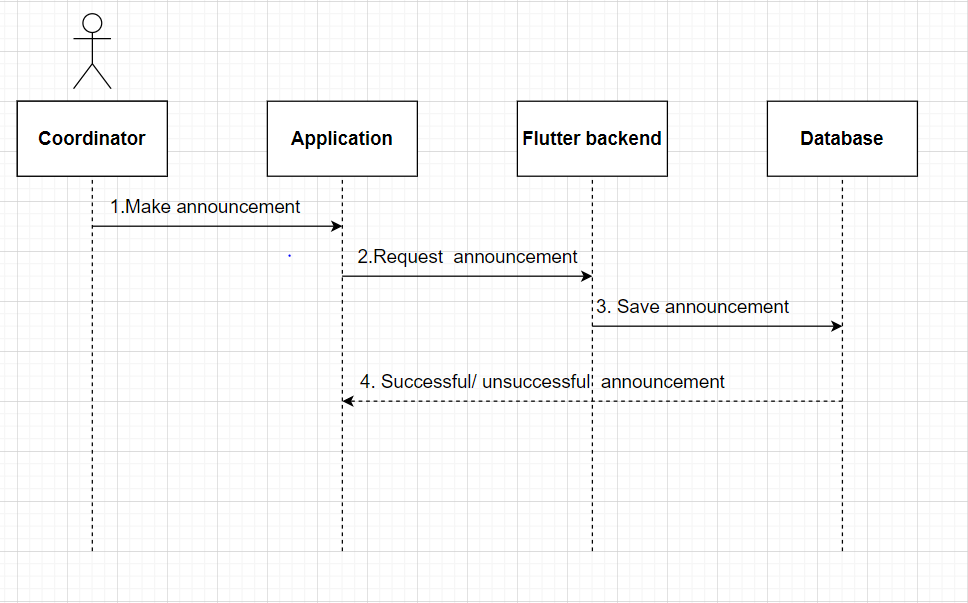 Coordinator
Application
Flutter backend
Database
1.Make announcement
2.Request announcement
3. Save announcement
4. Successful/ unsuccessful announcement